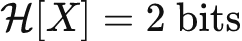 ℋ[X] = 2 bits